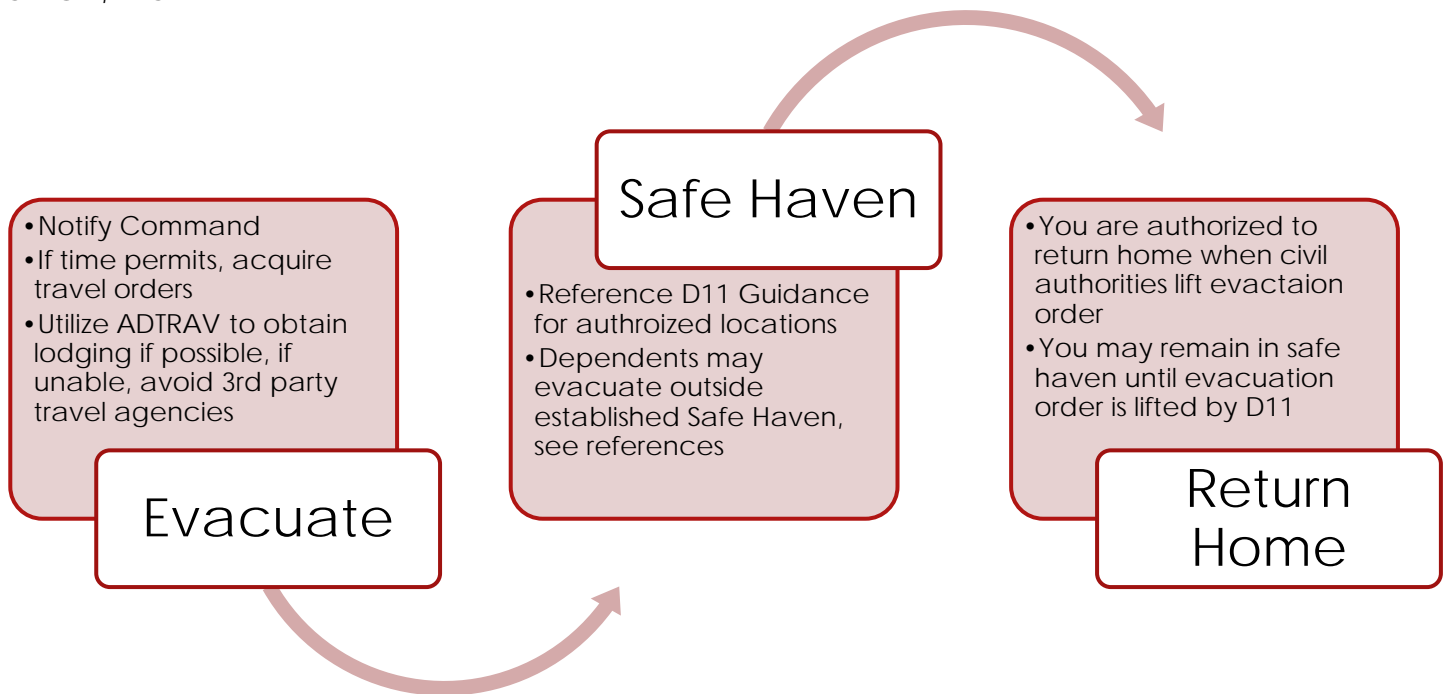 •Notify Command
•If time permits, acquire
travel orders
•Utilize ADTRAV to obtain
lodging if possible, if
unable, avoid 3rd party
travel agencies
Evacuate
Safe Haven
•Reference D11 Guidance
for authroized locations
•Dependents may
evacuate outside
established Safe Haven,
see references
•You are authorized to
return home when civil
authorities lift evactaion
order
•You may remain in safe
haven until evacuation
order is lifted by D11
Return
Home